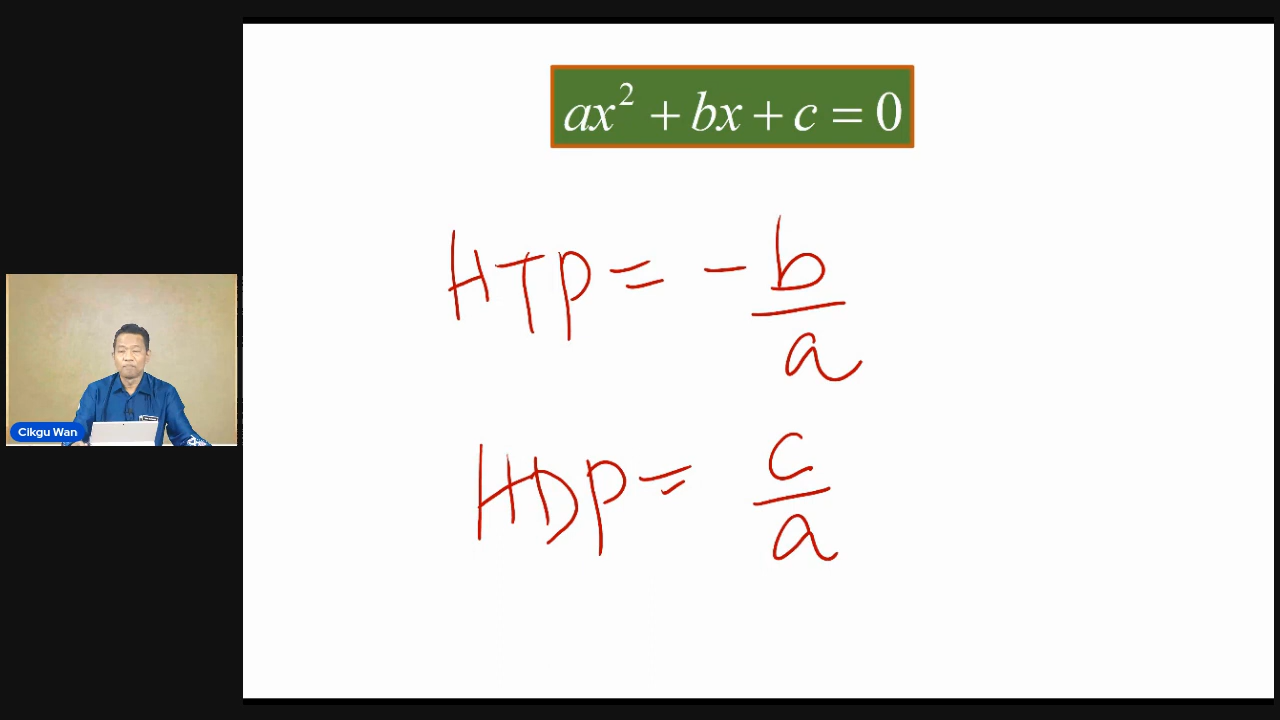 ax² + bx + c = 0
HTP = - b/a
HDP = c/a
Cikgu Wan